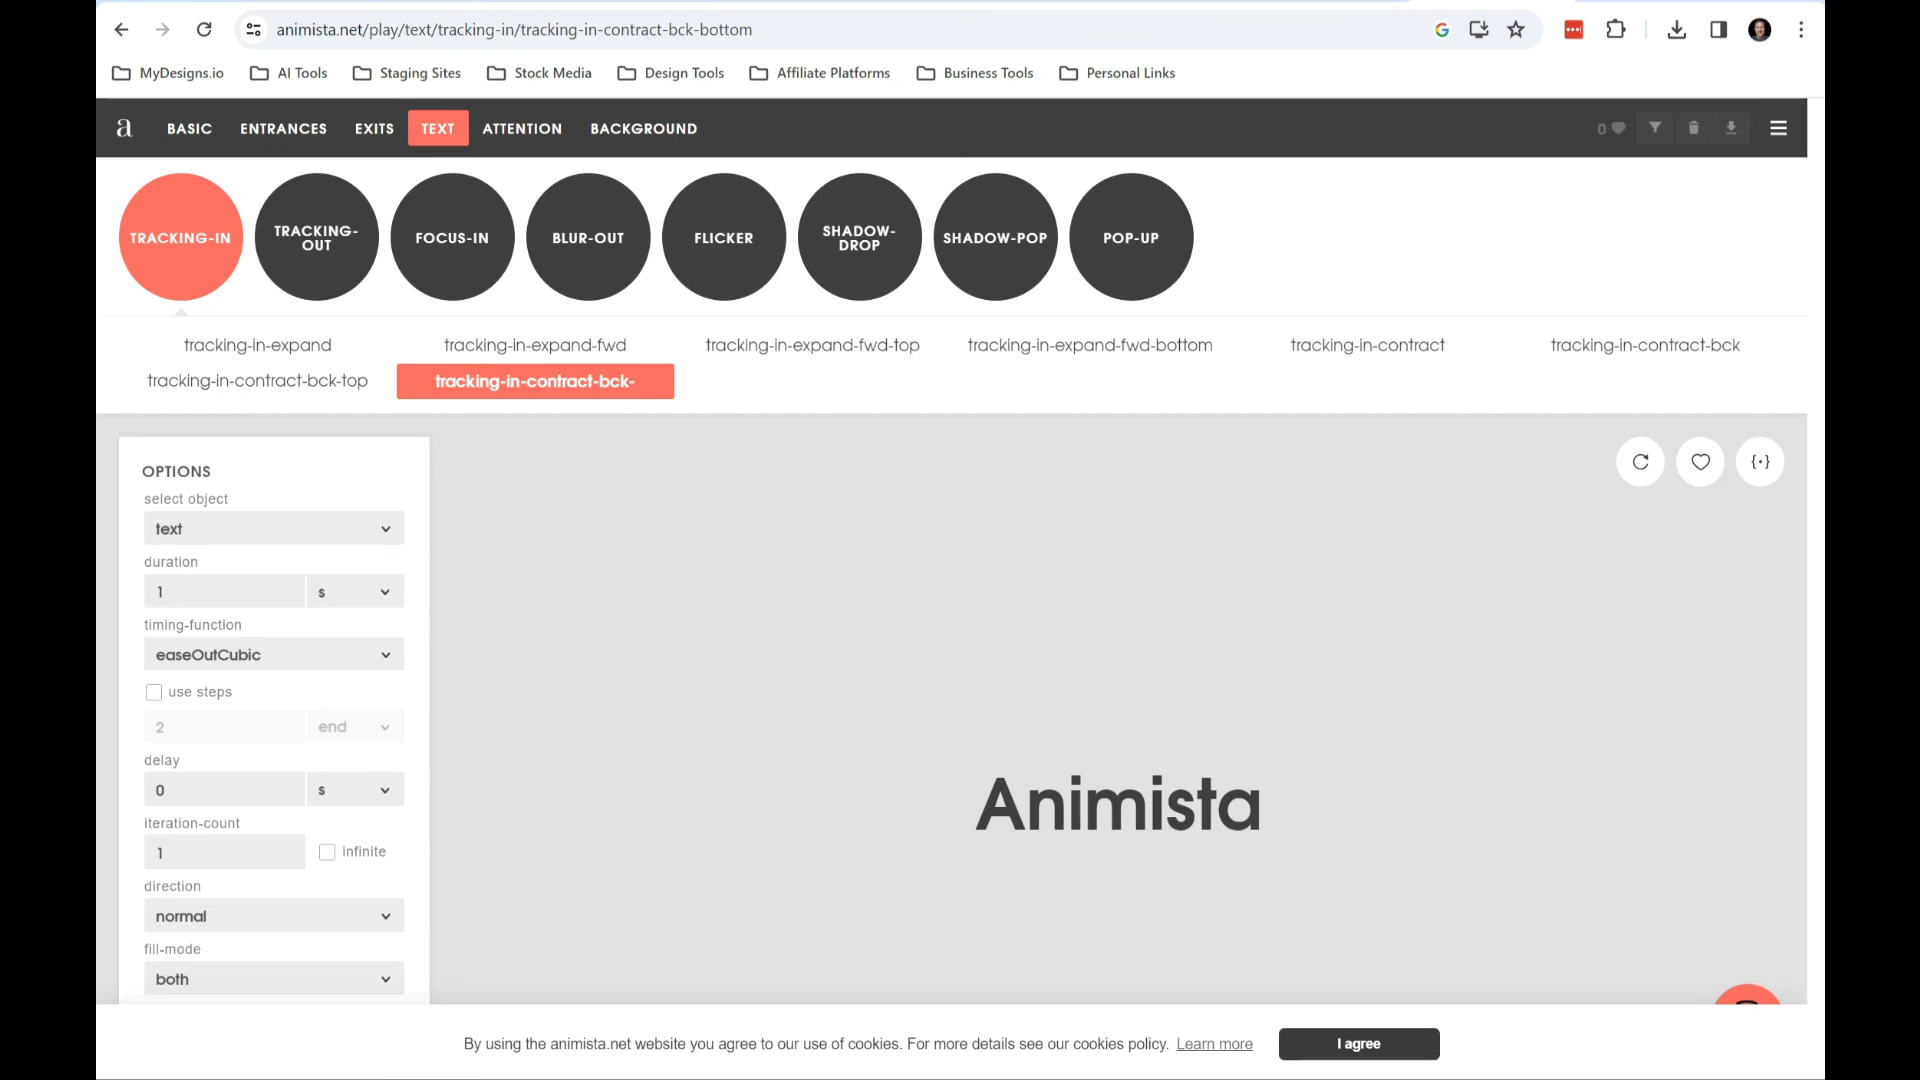 animista.net/play/text/tracking-in/tracking-in-contract-bck-bottom
MyDesigns.io AI Tools Staging Sites Stock Media Design Tools Affiliate Platforms Business Tools Personal Links
a BASIC ENTRANCES EXITS TEXT ATTENTION BACKGROUND 0
TRACKING-IN TRACKING-OUT FOCUS-IN BLUR-OUT FLICKER SHADOW-DROP SHADOW-POP POP-UP
tracking-in-expand tracking-in-expand-fwd tracking-in-expand-fwd-top tracking-in-expand-fwd-bottom tracking-in-contract tracking-in-contract-bck
tracking-in-contract-bck-top tracking-in-contract-bck-
OPTIONS
select object
text
duration
1 s
timing-function
easeOutCubic
use steps
2 end
delay
0 s
iteration-count
1 infinite
direction
normal
fill-mode
both
{·}
Animista
By using the animista.net website you agree to our use of cookies. For more details see our cookies policy. Learn more I agree